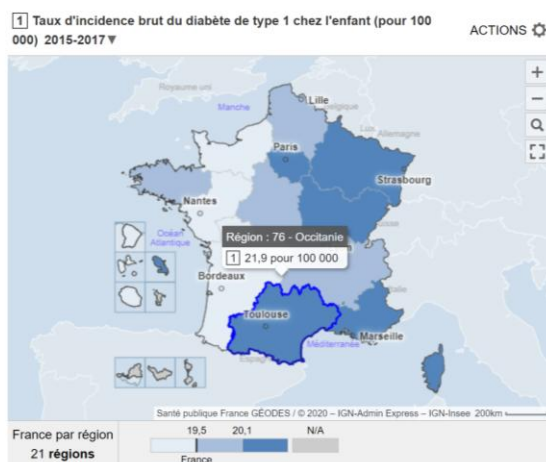 1 Taux d'incidence brut du diabète de type 1 chez l'enfant (pour 100
000) 2015-2017▼
ACTIONS
Royaume uni
Manche
Lille
Belgique
Lux.
Allemagne
Paris
Strasbourg
Nantes
Région : 76 - Occitanie
1 21,9 pour 100 000
Océan
Atlantique
Bordeaux
Toulouse
Marseille
Méditerranée
Santé publique France GÉODES / © 2020 – IGN-Admin Express – IGN-Insee 200km
France par région
21 régions
19,5 20,1 N/A
France